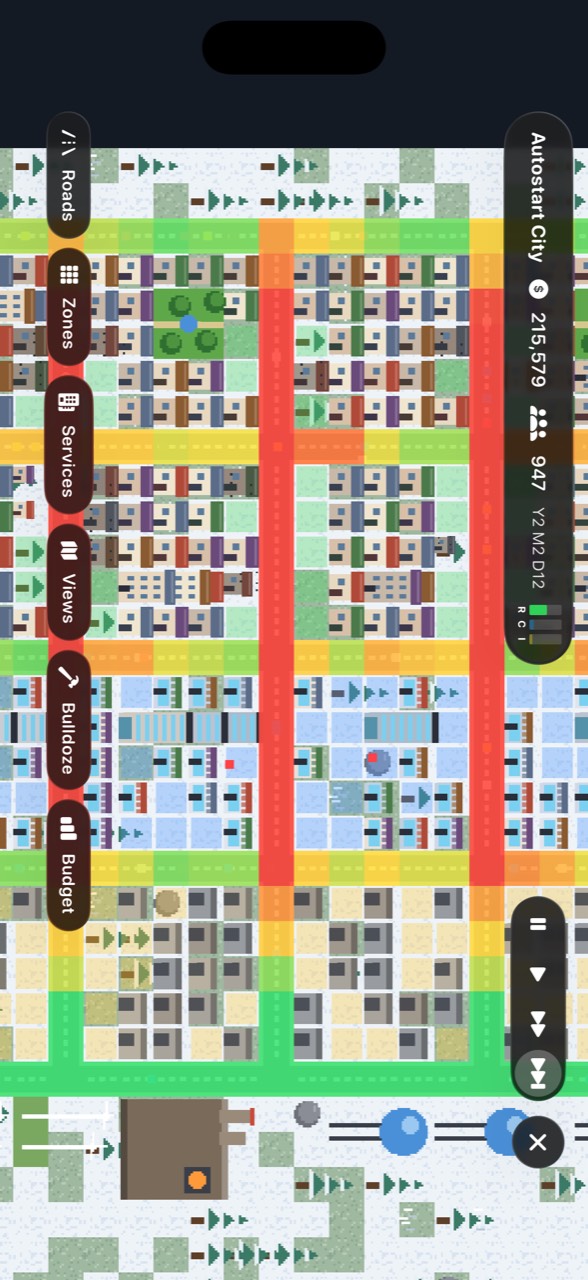 Autostart City $ 215,579 947 Y2 M2 D12 R C I
Roads
Zones
Services
Views
Bulldoze
Budget